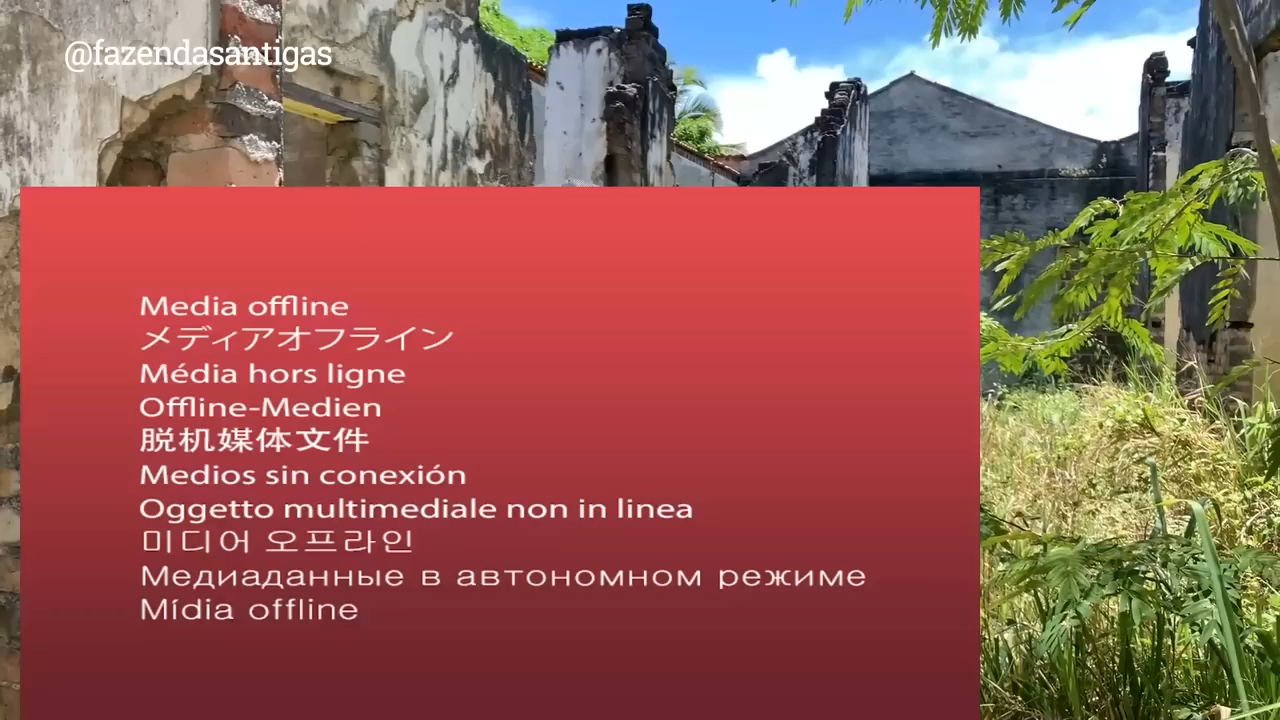 @fazendasantigas
Media offline
メディアオフライン
Média hors ligne
Offline-Medien
脱机媒体文件
Medios sin conexión
Oggetto multimediale non in linea
미디어 오프라인
Медиаданные в автономном режиме
Mídia offline